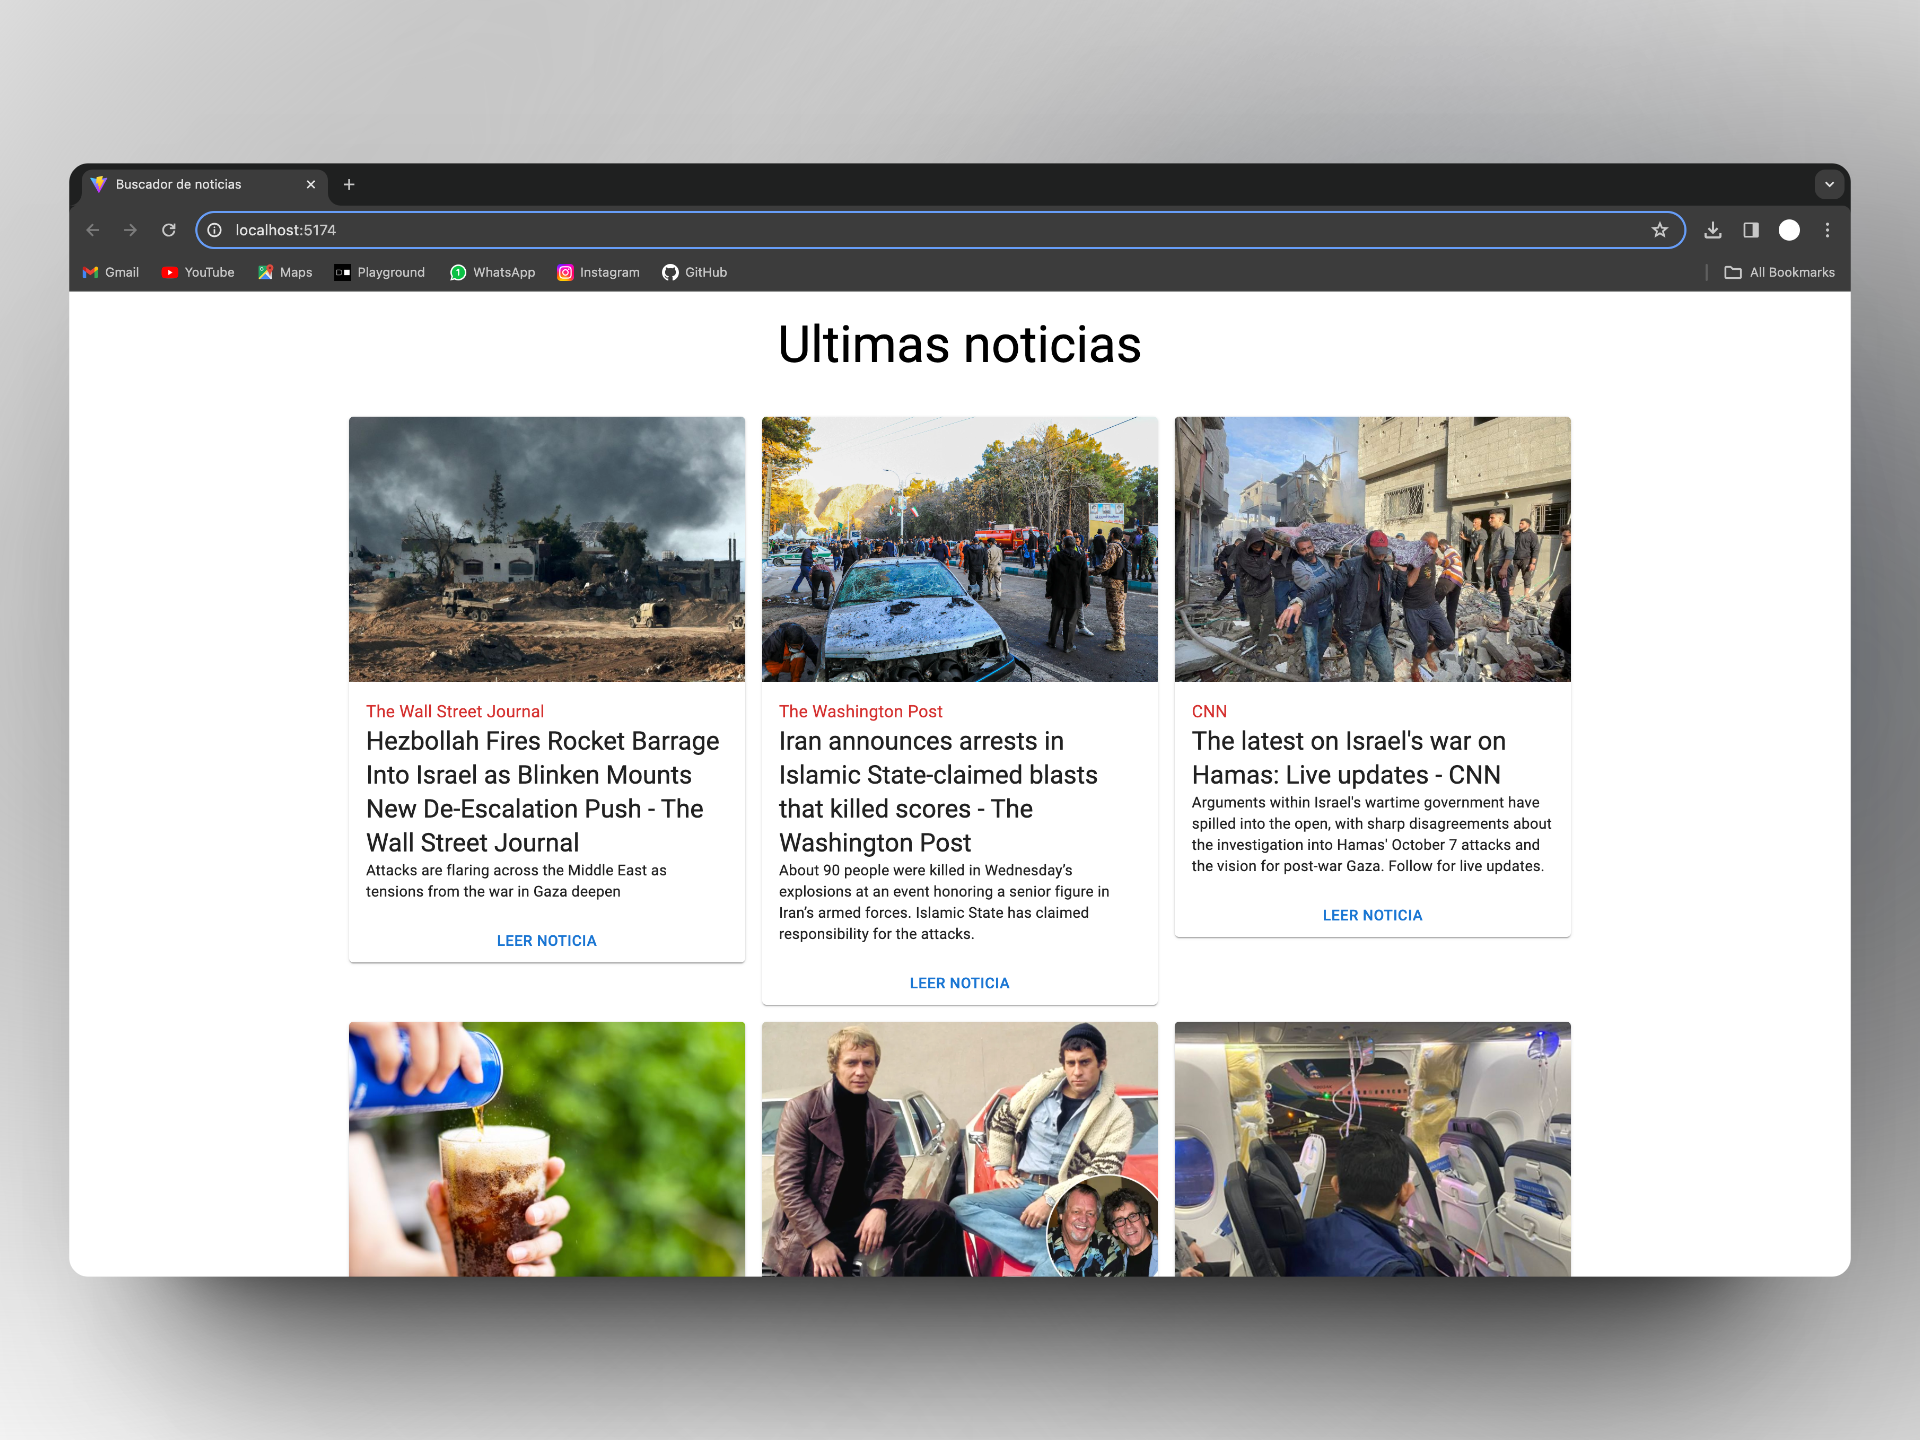 Buscador de noticias
localhost:5174
Gmail
YouTube
Maps
Playground
WhatsApp
Instagram
GitHub
All Bookmarks
Ultimas noticias
The Wall Street Journal
Hezbollah Fires Rocket Barrage
Into Israel as Blinken Mounts
New De-Escalation Push - The
Wall Street Journal
Attacks are flaring across the Middle East as
tensions from the war in Gaza deepen
LEER NOTICIA
The Washington Post
Iran announces arrests in
Islamic State-claimed blasts
that killed scores - The
Washington Post
About 90 people were killed in Wednesday’s
explosions at an event honoring a senior figure in
Iran’s armed forces. Islamic State has claimed
responsibility for the attacks.
LEER NOTICIA
CNN
The latest on Israel's war on
Hamas: Live updates - CNN
Arguments within Israel's wartime government have
spilled into the open, with sharp disagreements about
the investigation into Hamas' October 7 attacks and
the vision for post-war Gaza. Follow for live updates.
LEER NOTICIA